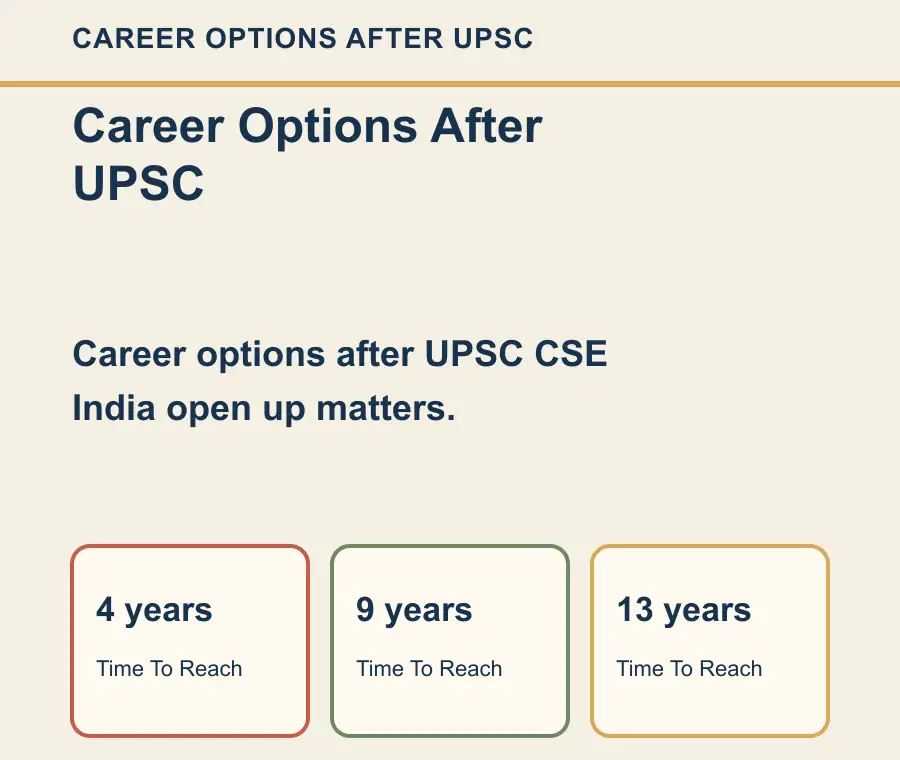 CAREER OPTIONS AFTER UPSC
Career Options After
UPSC
Career options after UPSC CSE
India open up matters.
4 years
Time To Reach
9 years
Time To Reach
13 years
Time To Reach